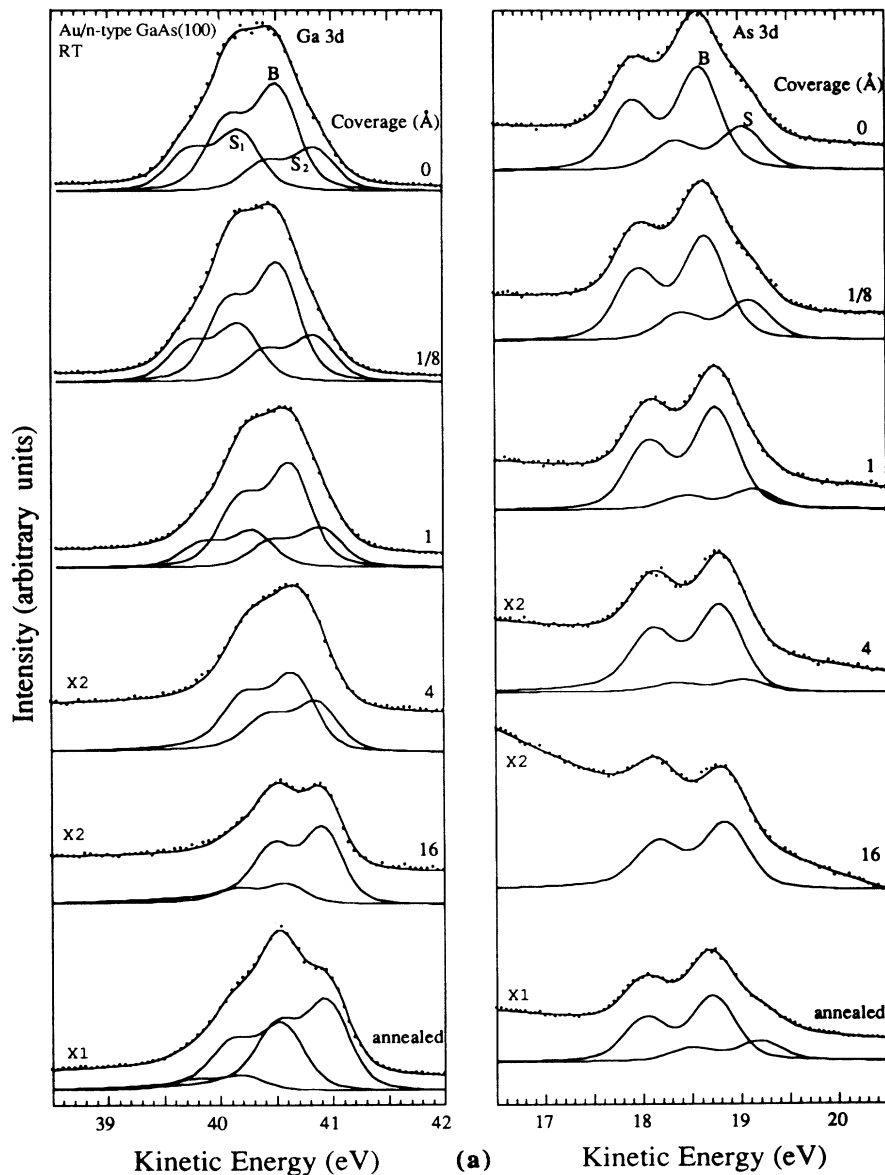 Au/n-type GaAs(100)
RT
Ga 3d
B
S1
S2
Coverage (Å)
0
1/8
1
X2
4
X2
16
X1
annealed
39
40
41
42
Kinetic Energy (eV)
Intensity (arbitrary units)
As 3d
B
Coverage (Å)
S
0
1/8
1
X2
4
X2
16
X1
annealed
17
18
19
20
Kinetic Energy (eV)
(a)